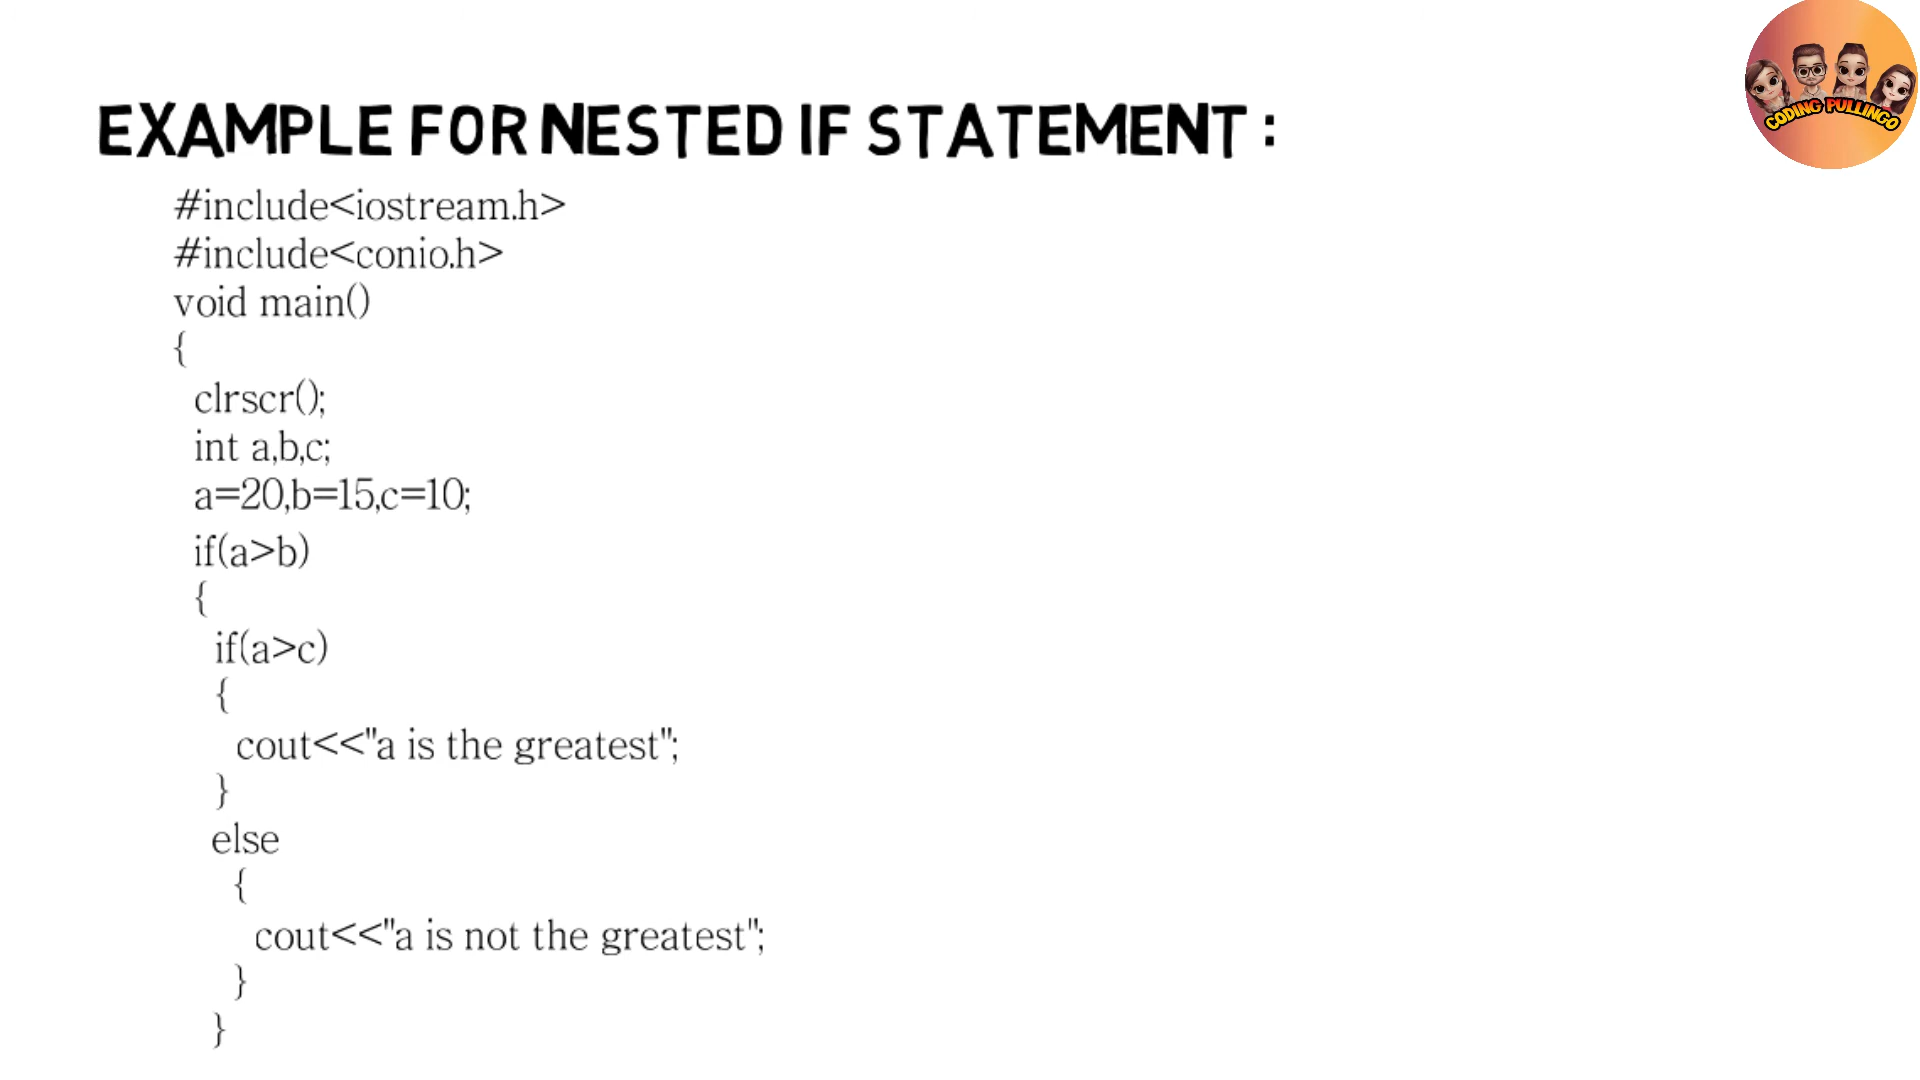 EXAMPLE FOR NESTED IF STATEMENT :
#include<iostream.h>
#include<conio.h>
void main()
{
clrscr();
int a,b,c;
a=20,b=15,c=10;
if(a>b)
{
if(a>c)
{
cout<<"a is the greatest";
}
else
{
cout<<"a is not the greatest";
}
}
CODING PULLINGO